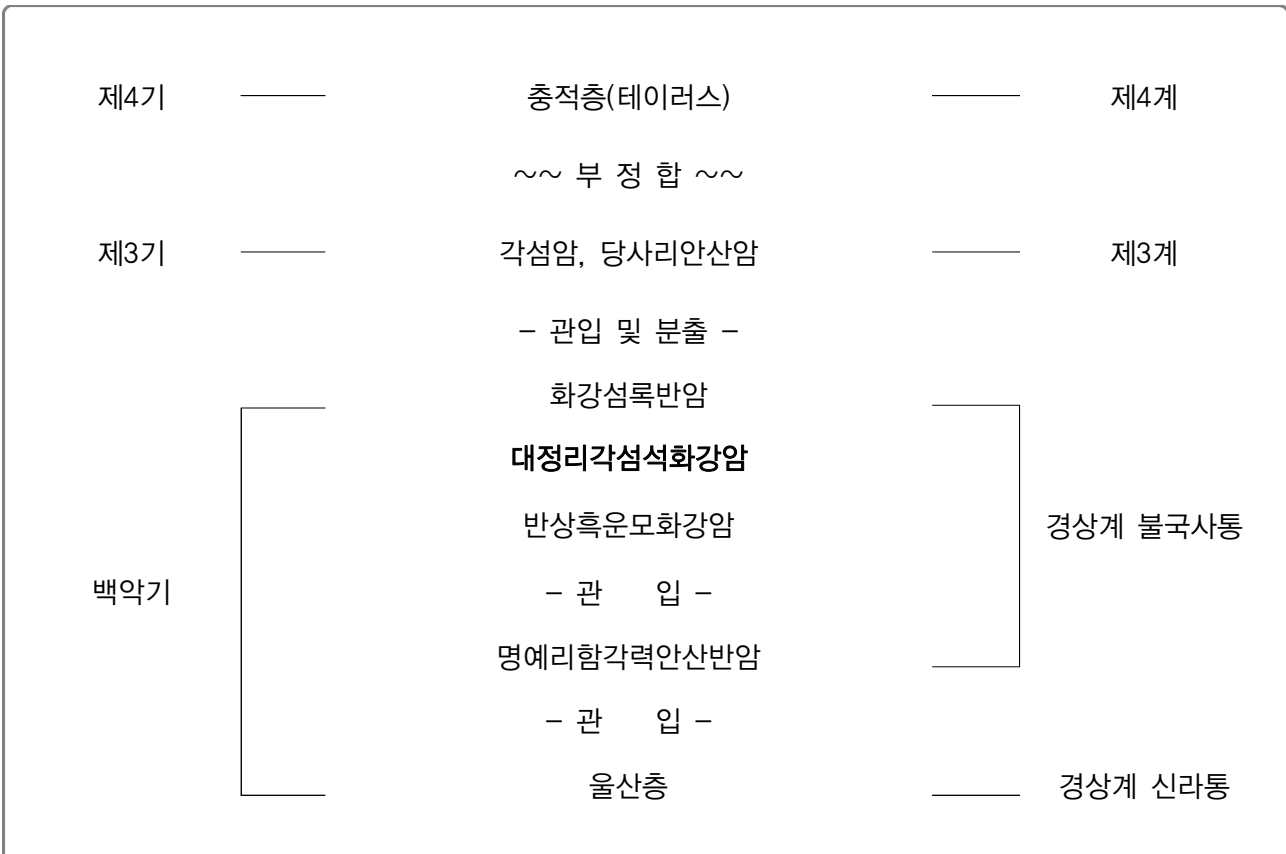 제4기 ─── 충적층(테이러스) ─── 제4계
~~ 부 정 합 ~~
제3기 ─── 각섬암, 당사리안산암 ─── 제3계
- 관입 및 분출 -
화강섬록반암
대정리각섬석화강암
반상흑운모화강암
경상계 불국사통
백악기
- 관 입 -
명예리함각력안산반암
- 관 입 -
울산층 ─── 경상계 신라통